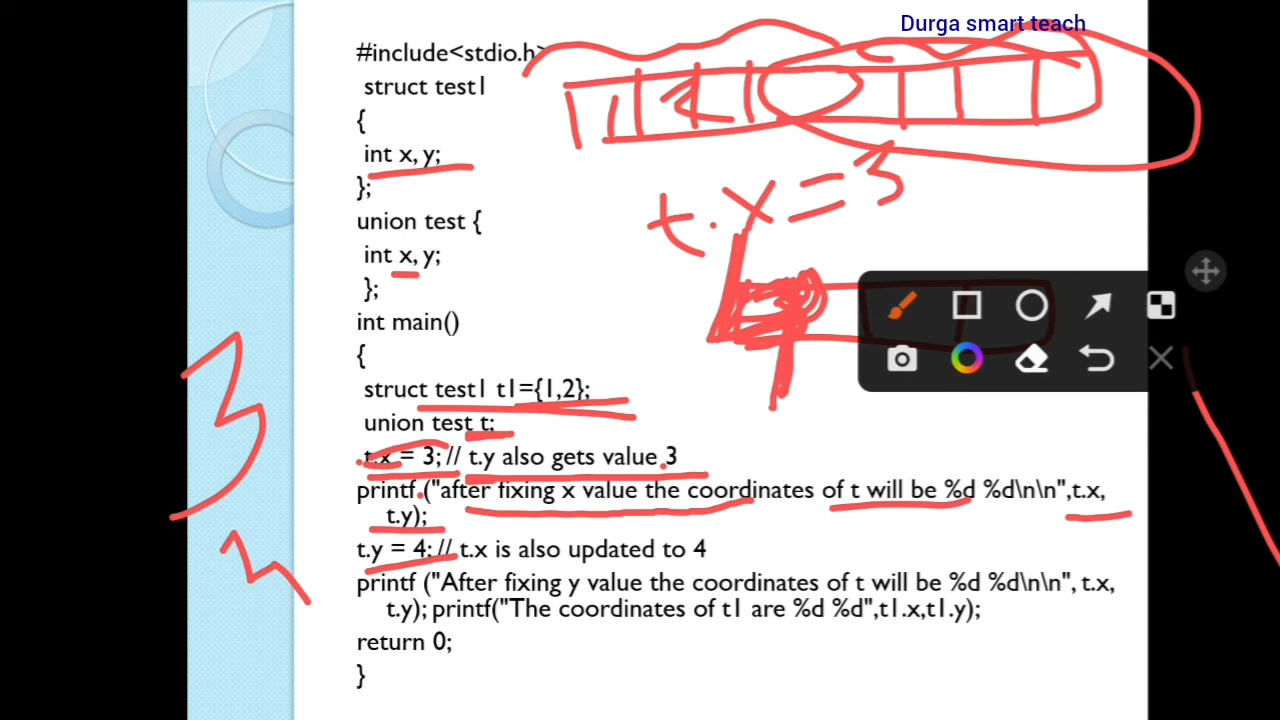 Durga smart teach
#include<stdio.h>
struct test1
{
int x, y;
};
union test {
int x, y;
};
int main()
{
struct test1 t1={1,2};
union test t;
t.x = 3; // t.y also gets value 3
printf ("after fixing x value the coordinates of t will be %d %d\n\n",t.x,
t.y);
t.y = 4; // t.x is also updated to 4
printf ("After fixing y value the coordinates of t will be %d %d\n\n", t.x,
t.y); printf("The coordinates of t1 are %d %d",t1.x,t1.y);
return 0;
}
t.x=3
3